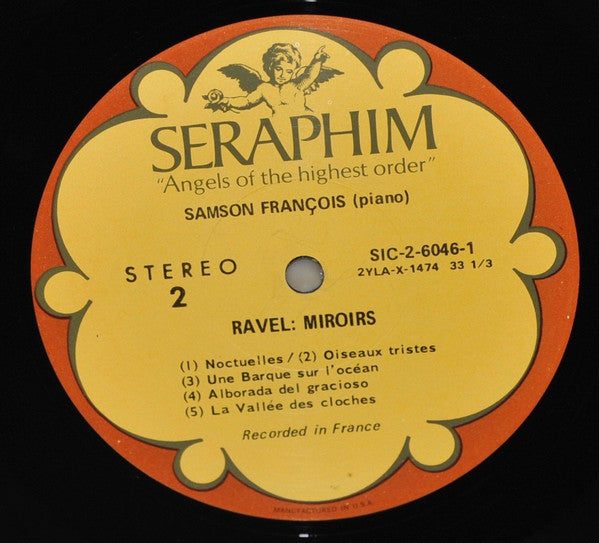 SERAPHIM
"Angels of the highest order"
SAMSON FRANÇOIS (piano)
STEREO
2
SIC-2-6046-1
2YLA-X-1474 33 1/3
RAVEL: MIROIRS
(1) Noctuelles / (2) Oiseaux tristes
(3) Une Barque sur l'océan
(4) Alborada del gracioso
(5) La Vallée des cloches
Recorded in France
MANUFACTURED IN U.S.A.